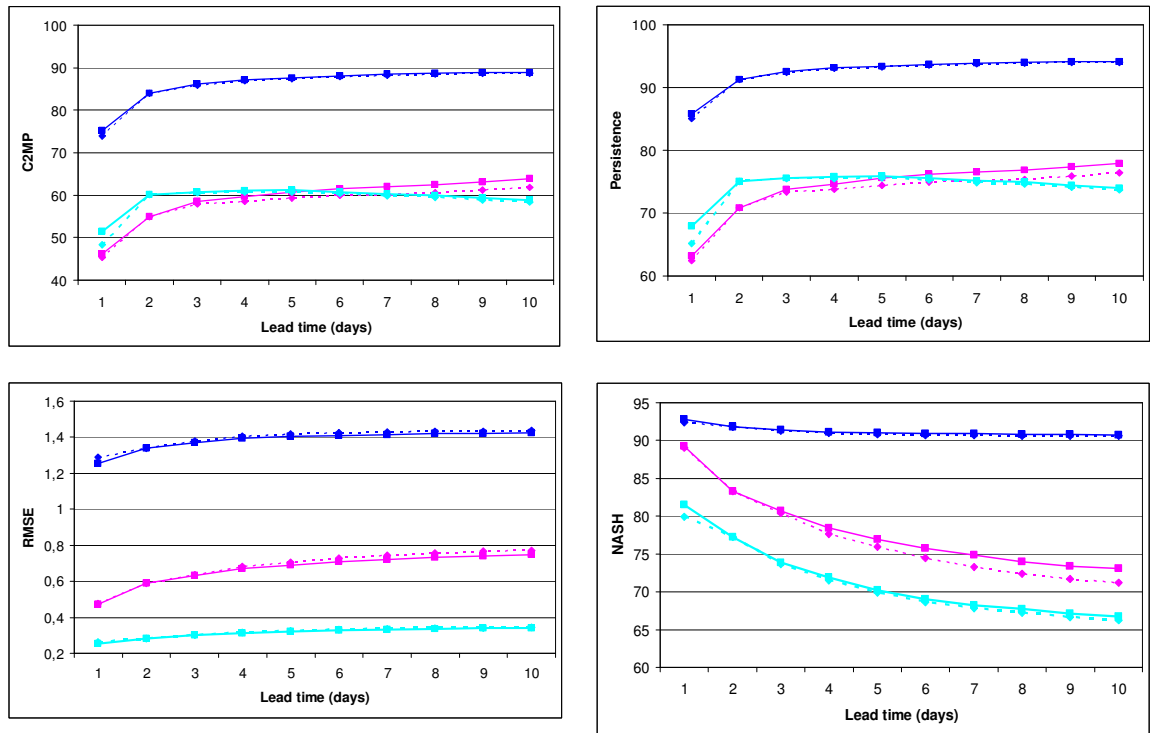 C2MP
100
90
80
70
60
50
40
1 2 3 4 5 6 7 8 9 10
Lead time (days)
Persistence
100
90
80
70
60
1 2 3 4 5 6 7 8 9 10
Lead time (days)
RMSE
1,6
1,4
1,2
1
0,8
0,6
0,4
0,2
1 2 3 4 5 6 7 8 9 10
Lead time (days)
NASH
95
90
85
80
75
70
65
60
1 2 3 4 5 6 7 8 9 10
Lead time (days)